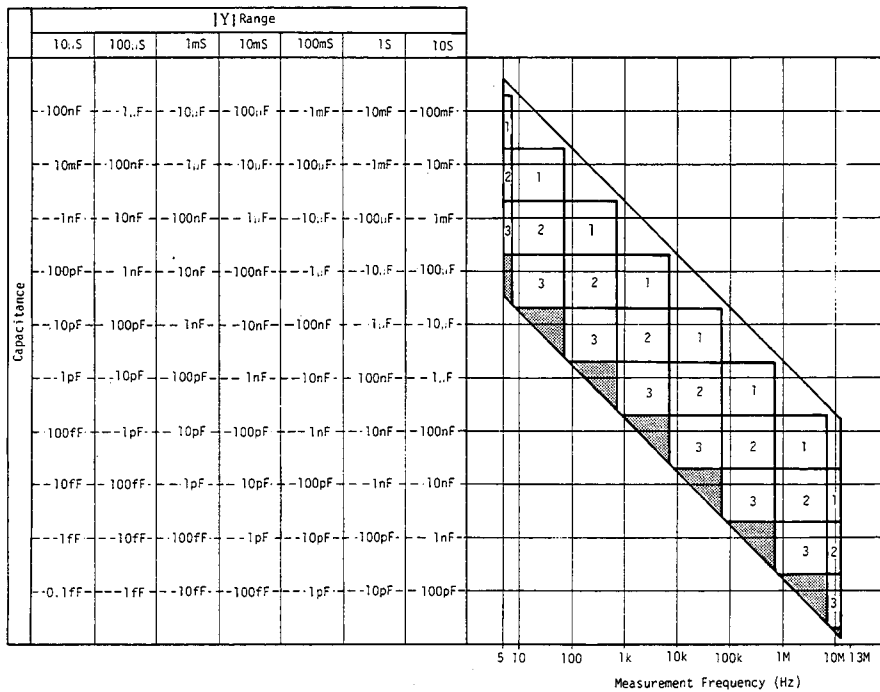 |Y| Range
10μS 100μS 1mS 10mS 100mS 1S 10S
Capacitance
100nF 1μF 10μF 100μF 1mF 10mF 100mF
10mF 100nF 1μF 10μF 100μF 1mF 10mF
1nF 10nF 100nF 1μF 10μF 100μF 1mF
100pF 1nF 10nF 100nF 1μF 10μF 100μF
10pF 100pF 1nF 10nF 100nF 1μF 10μF
1pF 10pF 100pF 1nF 10nF 100nF 1μF
100fF 1pF 10pF 100pF 1nF 10nF 100nF
10fF 100fF 1pF 10pF 100pF 1nF 10nF
1fF 10fF 100fF 1pF 10pF 100pF 1nF
0.1fF 1fF 10fF 100fF 1pF 10pF 100pF
1
2 1
3 2 1
3 2 1
3 2 1
3 2 1
3 2 1
3 2 1
3 2
3
5 10 100 1k 10k 100k 1M 10M 13M
Measurement Frequency (Hz)